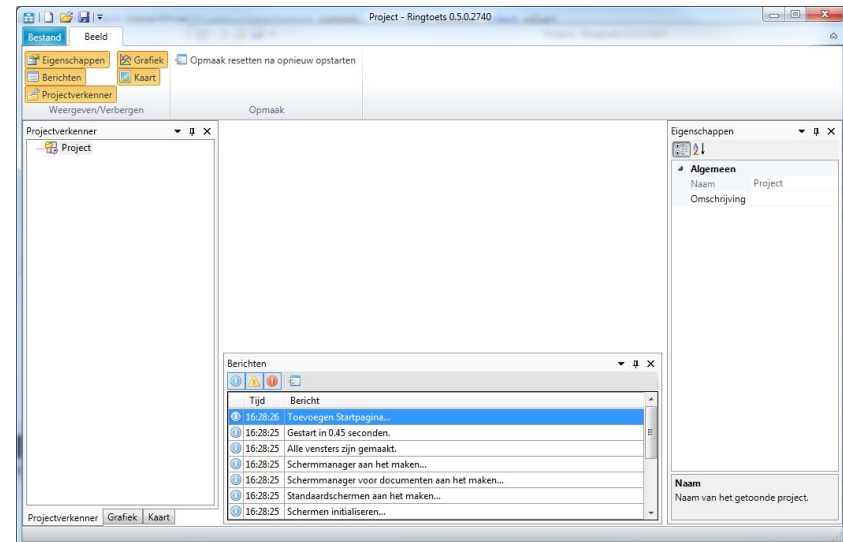 Project - Ringtoets 0.5.0.2740
Bestand Beeld
Eigenschappen Grafiek Opmaak resetten na opnieuw opstarten
Berichten Kaart
Projectverkenner
Weergeven/Verbergen Opmaak
Projectverkenner
Project
Projectverkenner Grafiek Kaart
Berichten
Tijd Bericht
16:28:26 Toevoegen Startpagina...
16:28:25 Gestart in 0.45 seconden.
16:28:25 Alle vensters zijn gemaakt.
16:28:25 Schermmanager aan het maken...
16:28:25 Schermmanager voor documenten aan het maken...
16:28:25 Standaardschermen aan het maken...
16:28:25 Schermen initialiseren...
Eigenschappen
Algemeen
Naam Project
Omschrijving
Naam
Naam van het getoonde project.